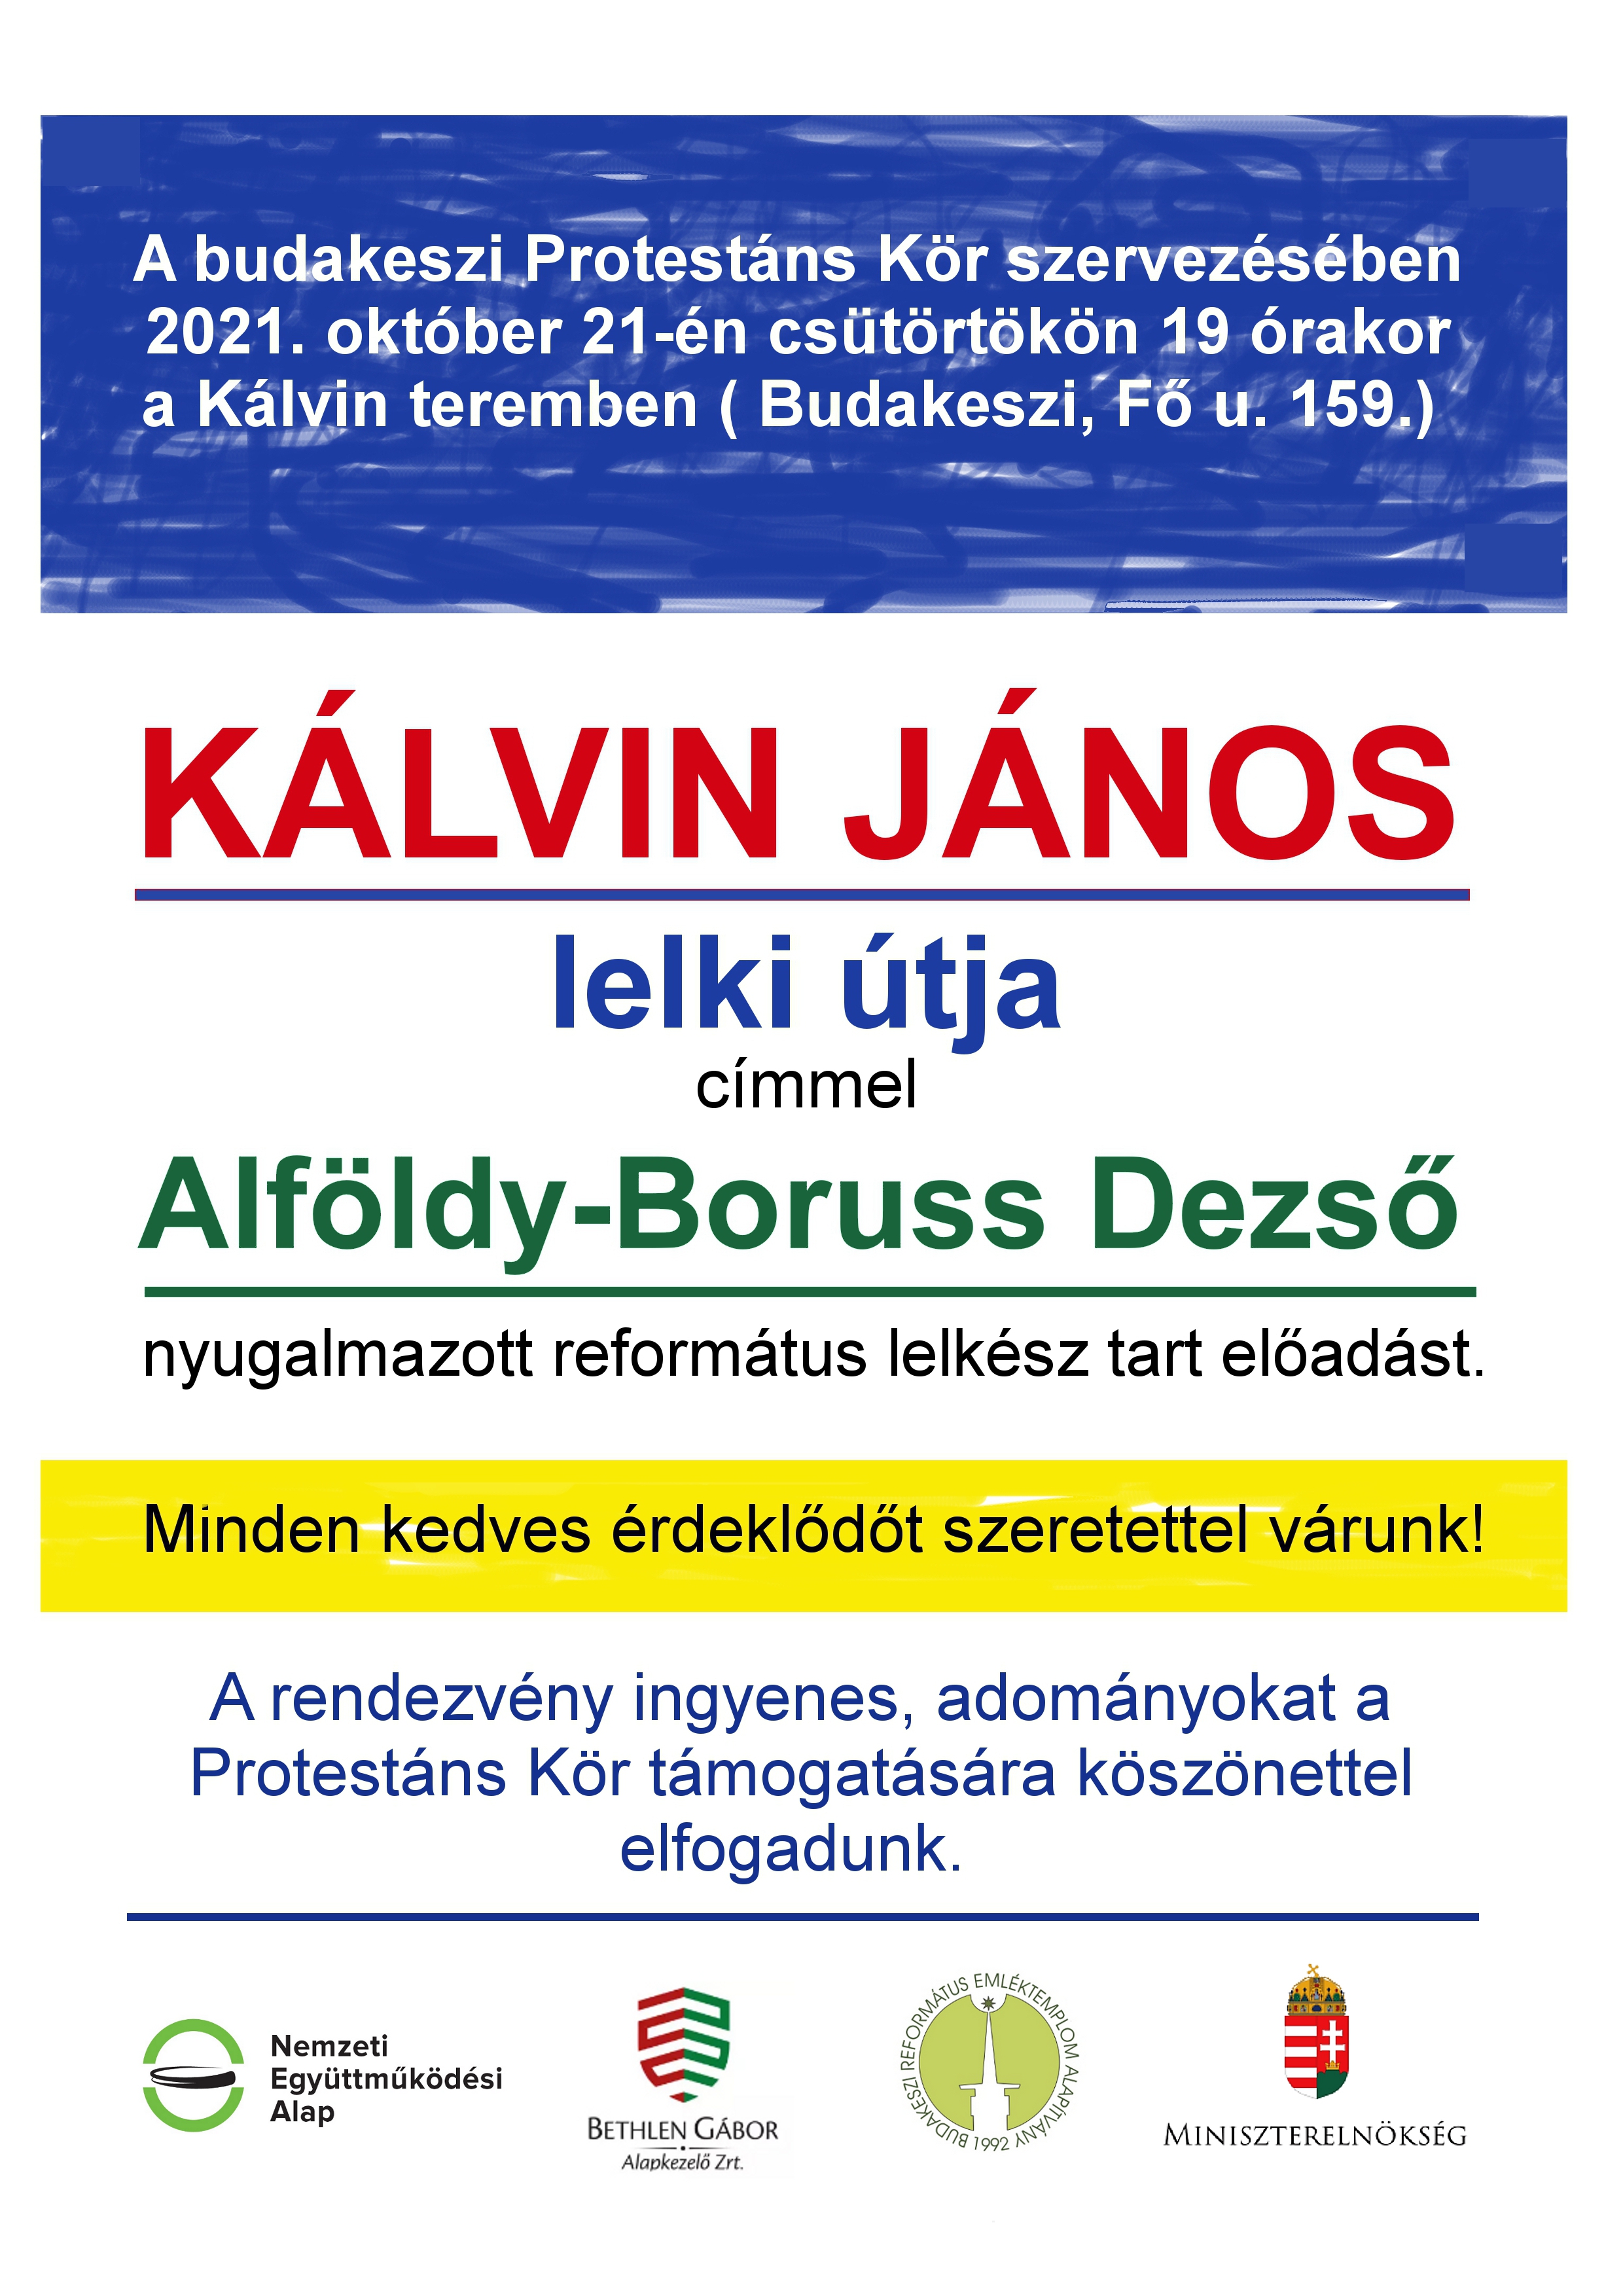 A budakeszi Protestáns Kör szervezésében
2021. október 21-én csütörtökön 19 órakor
a Kálvin teremben ( Budakeszi, Fő u. 159.)
KÁLVIN JÁNOS
lelki útja
címmel
Alföldy-Boruss Dezső
nyugalmazott református lelkész tart előadást.
Minden kedves érdeklődőt szeretettel várunk!
A rendezvény ingyenes, adományokat a
Protestáns Kör támogatására köszönettel
elfogadunk.
Nemzeti
Együttműködési
Alap
BETHLEN GÁBOR
Alapkezelő Zrt.
BUDAKESZI REFORMÁTUS EMLÉKTEMPLOM ALAPÍTVÁNY 1992
MINISZTERELNÖKSÉG